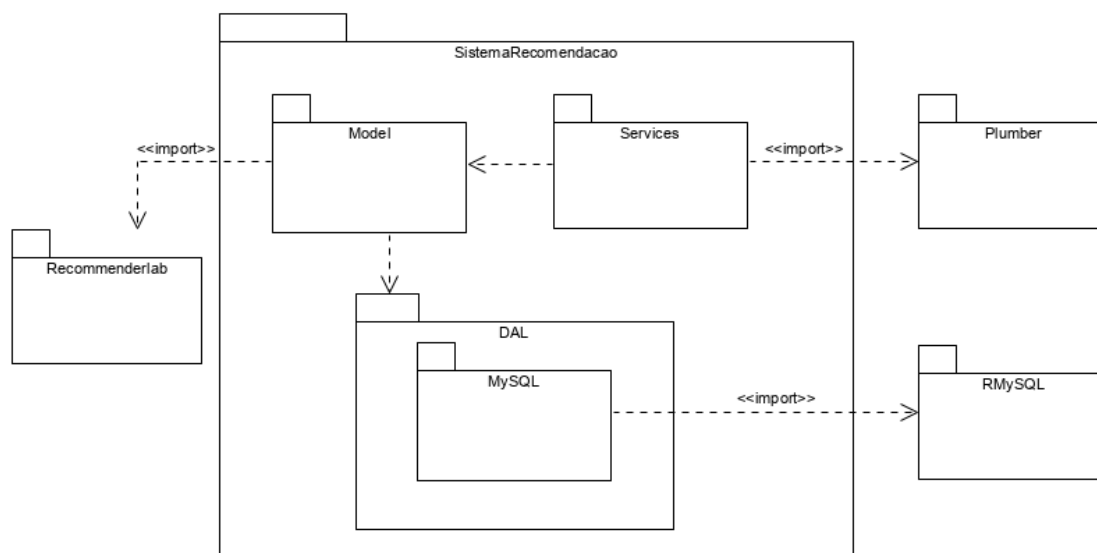 SistemaRecomendacao
Model
Services
Plumber
<<import>>
<<import>>
Recommenderlab
DAL
MySQL
RMySQL
<<import>>